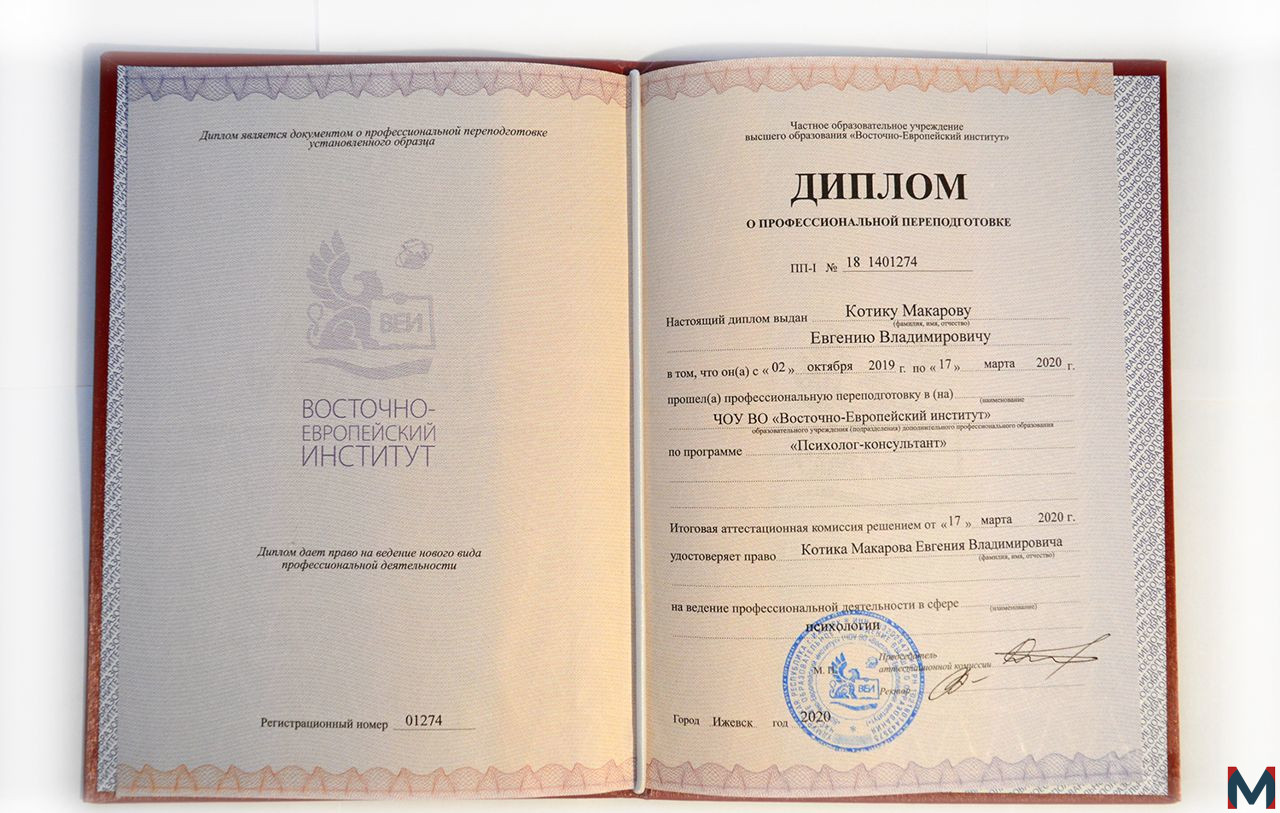 Диплом является документом о профессиональной переподготовке
установленного образца
ВЕИ
ВОСТОЧНО-
ЕВРОПЕЙСКИЙ
ИНСТИТУТ
Диплом дает право на ведение нового вида
профессиональной деятельности
Регистрационный номер 01274
Частное образовательное учреждение
высшего образования «Восточно-Европейский институт»
ДИПЛОМ
О ПРОФЕССИОНАЛЬНОЙ ПЕРЕПОДГОТОВКЕ
ПП-I № 18 1401274
Настоящий диплом выдан Котику Макарову
(фамилия, имя, отчество)
Евгению Владимировичу
в том, что он(а) с «02» октября 2019 г. по «17» марта 2020 г.
прошел(а) профессиональную переподготовку в (на)
(наименование
ЧОУ ВО «Восточно-Европейский институт»
образовательного учреждения (подразделения) дополнительного профессионального образования
по программе «Психолог-консультант»
Итоговая аттестационная комиссия решением от «17» марта 2020 г.
удостоверяет право Котика Макарова Евгения Владимировича
(фамилия, имя, отчество)
на ведение профессиональной деятельности в сфере
(наименование)
психологии
Председатель
М. П. аттестационной комиссии
Ректор
ВЕИ
Город Ижевск год 2020
M